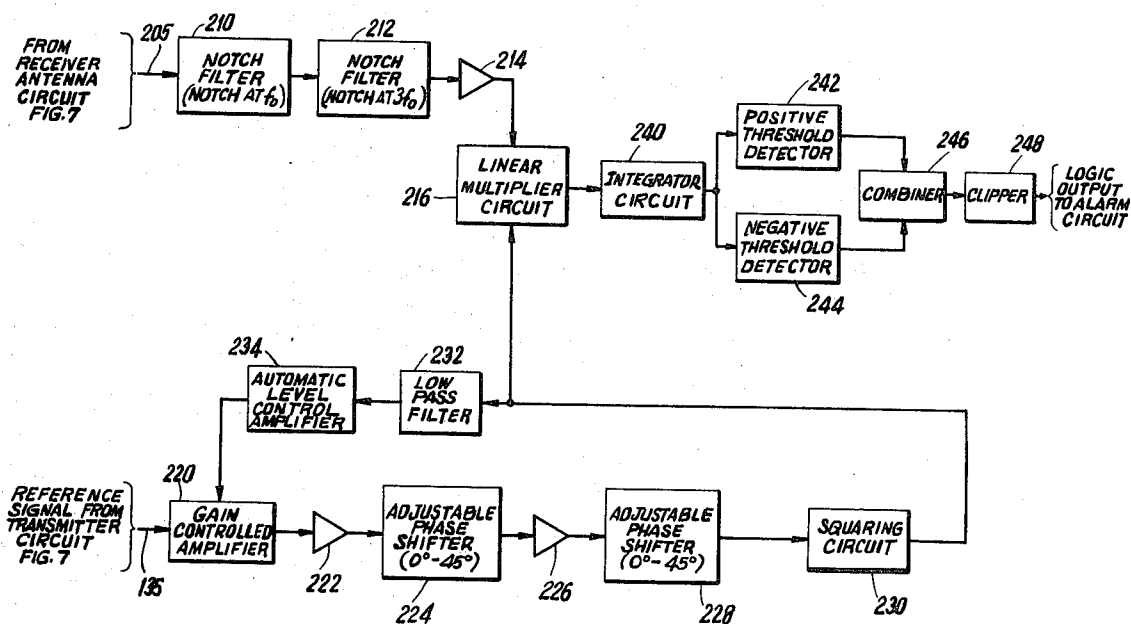 FROM
RECEIVER
ANTENNA
CIRCUIT
FIG. 7
205
210
NOTCH
FILTER
(NOTCH AT fo)
212
NOTCH
FILTER
(NOTCH AT 3fo)
214
LINEAR
MULTIPLIER
CIRCUIT
216
240
INTEGRATOR
CIRCUIT
242
POSITIVE
THRESHOLD
DETECTOR
NEGATIVE
THRESHOLD
DETECTOR
244
246
COMBINER
248
CLIPPER
LOGIC
OUTPUT
TO ALARM
CIRCUIT
234
AUTOMATIC
LEVEL
CONTROL
AMPLIFIER
232
LOW
PASS
FILTER
REFERENCE
SIGNAL FROM
TRANSMITTER
CIRCUIT
FIG. 7
135
220
GAIN
CONTROLLED
AMPLIFIER
222
ADJUSTABLE
PHASE
SHIFTER
(0°-45°)
224
226
ADJUSTABLE
PHASE
SHIFTER
(0°-45°)
228
SQUARING
CIRCUIT
230